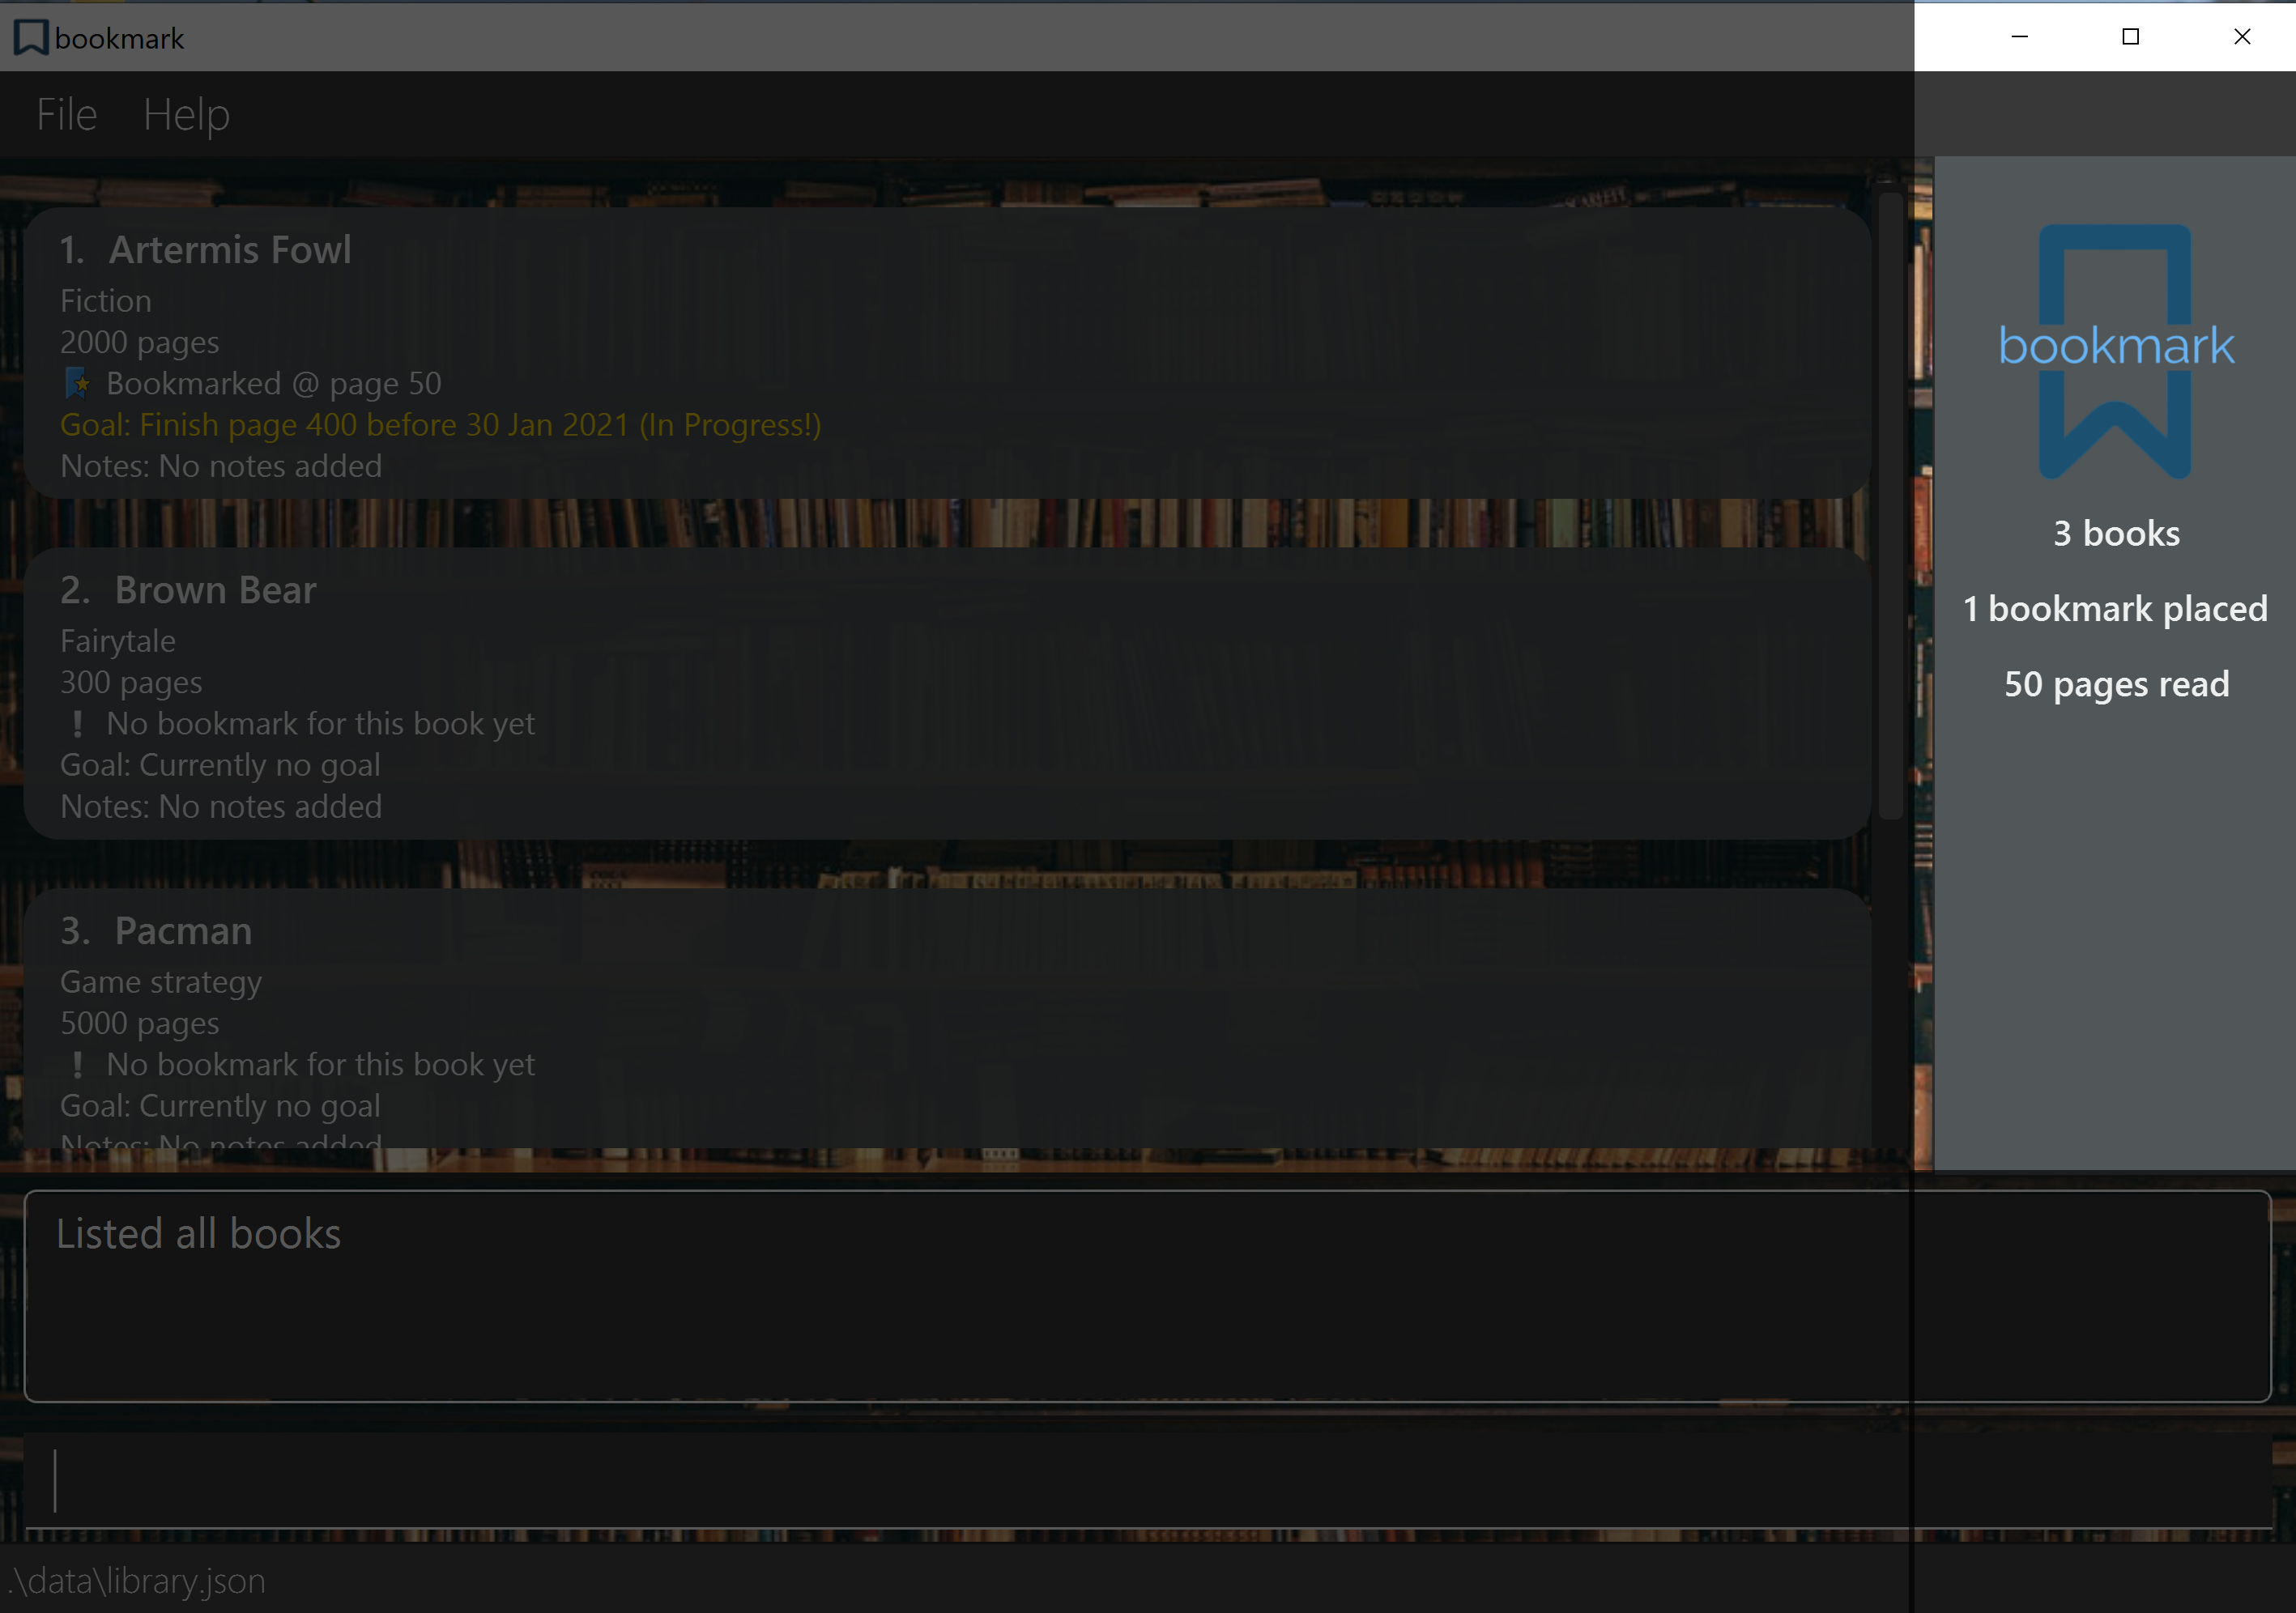 bookmark
File Help
1. Artermis Fowl
Fiction
2000 pages
Bookmarked @ page 50
Goal: Finish page 400 before 30 Jan 2021 (In Progress!)
Notes: No notes added
2. Brown Bear
Fairytale
300 pages
! No bookmark for this book yet
Goal: Currently no goal
Notes: No notes added
3. Pacman
Game strategy
5000 pages
! No bookmark for this book yet
Goal: Currently no goal
Notes: No notes added
bookmark
3 books
1 bookmark placed
50 pages read
Listed all books
.\data\library.json